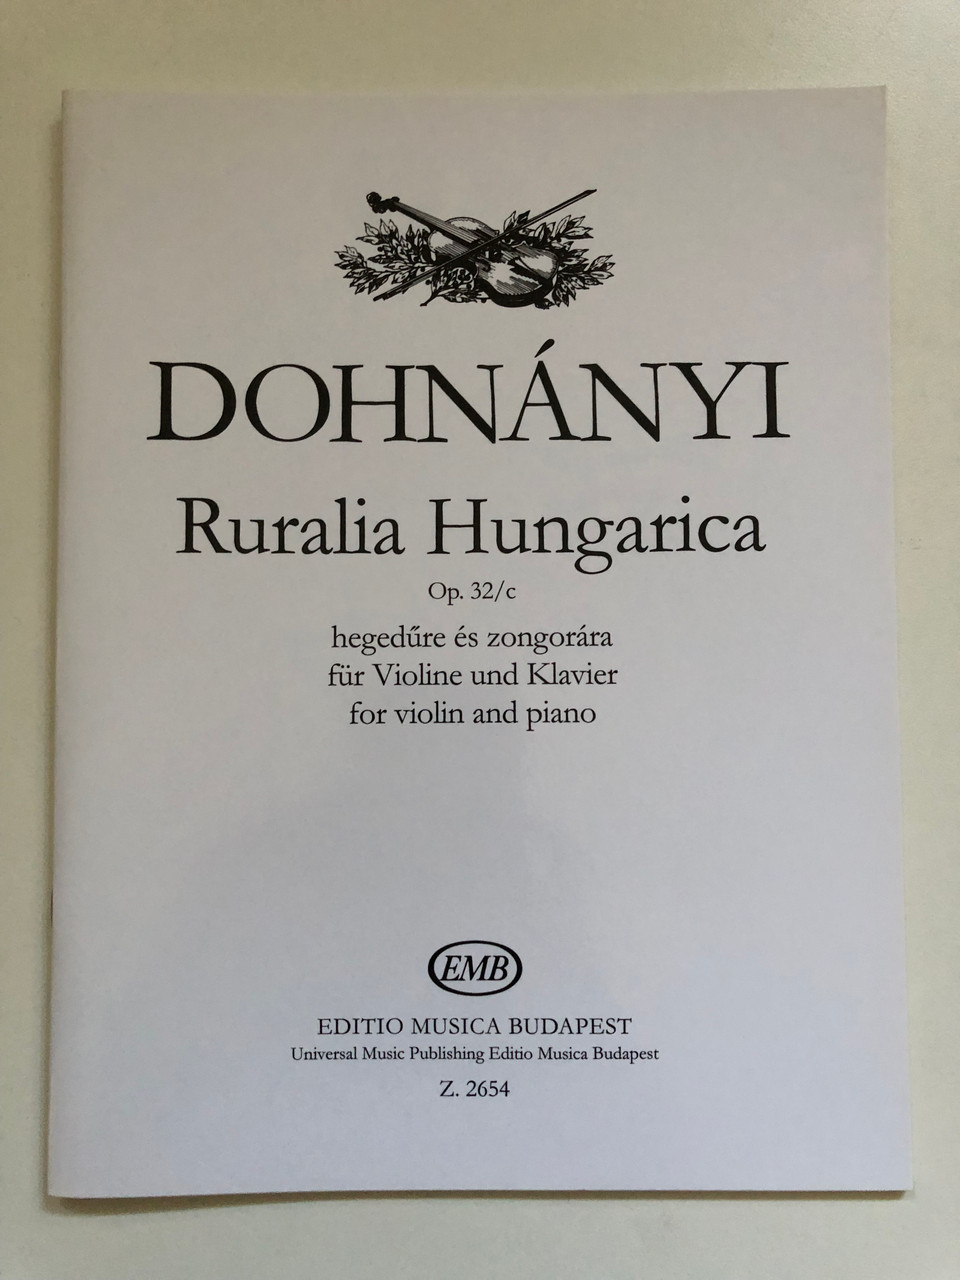 DOHNÁNYI
Ruralia Hungarica
Op. 32/c
hegedűre és zongorára
für Violine und Klavier
for violin and piano
EMB
EDITIO MUSICA BUDAPEST
Universal Music Publishing Editio Musica Budapest
Z. 2654